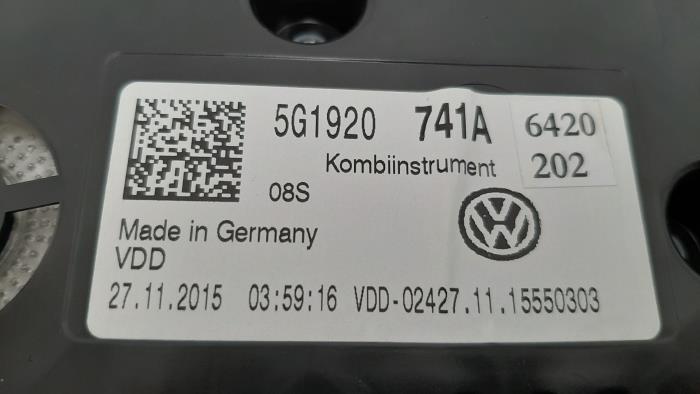 5G1920 741A 6420
Kombiinstrument 202
08S
Made in Germany
VDD
27.11.2015 03:59:16 VDD-02427.11.15550303